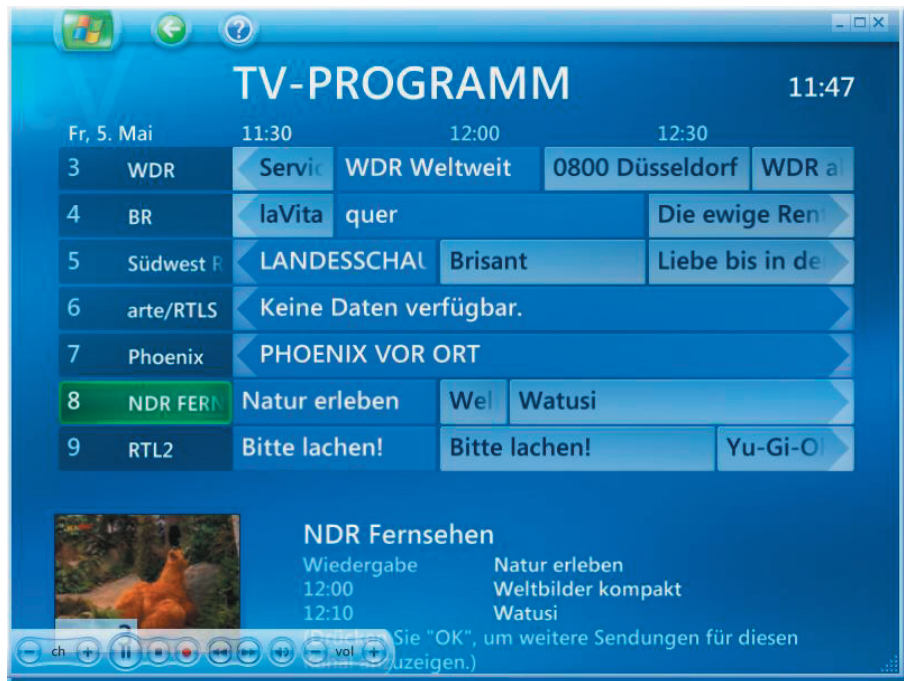 TV-PROGRAMM
11:47
Fr, 5. Mai 11:30 12:00 12:30
3 WDR Servic WDR Weltweit 0800 Düsseldorf WDR a
4 BR laVita quer Die ewige Ren
5 Südwest R LANDESSCHAU Brisant Liebe bis in de
6 arte/RTLS Keine Daten verfügbar.
7 Phoenix PHOENIX VOR ORT
8 NDR FERN Natur erleben Wel Watusi
9 RTL2 Bitte lachen! Bitte lachen! Yu-Gi-O
NDR Fernsehen
Wiedergabe Natur erleben
12:00 Weltbilder kompakt
12:10 Watusi
(Drücken Sie "OK", um weitere Sendungen für diesen
Kanal anzuzeigen.)
ch vol